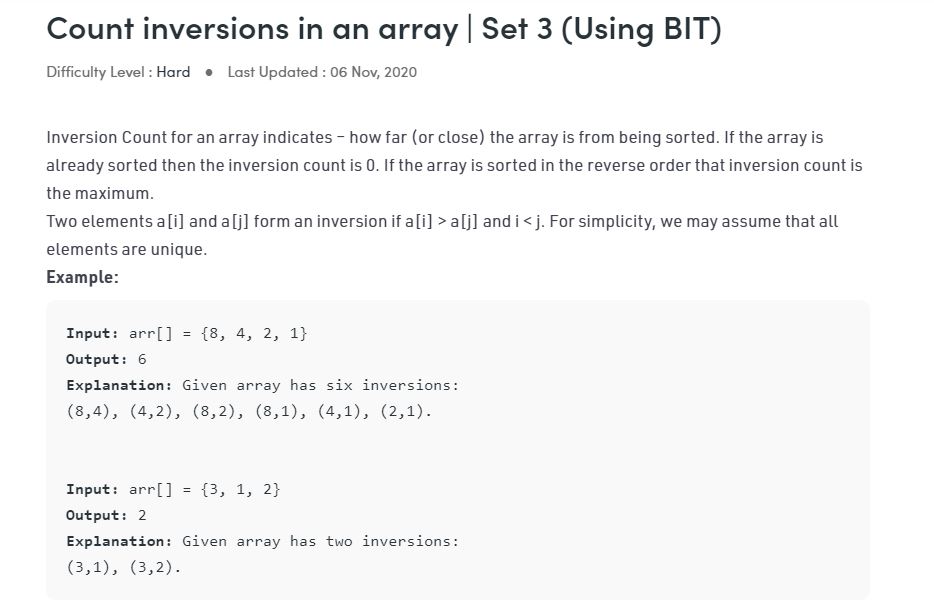 Count inversions in an array | Set 3 (Using BIT)
Difficulty Level : Hard ● Last Updated : 06 Nov, 2020
Inversion Count for an array indicates – how far (or close) the array is from being sorted. If the array is
already sorted then the inversion count is 0. If the array is sorted in the reverse order that inversion count is
the maximum.
Two elements a[i] and a[j] form an inversion if a[i] > a[j] and i < j. For simplicity, we may assume that all
elements are unique.
Example:
Input: arr[] = {8, 4, 2, 1}
Output: 6
Explanation: Given array has six inversions:
(8,4), (4,2), (8,2), (8,1), (4,1), (2,1).
Input: arr[] = {3, 1, 2}
Output: 2
Explanation: Given array has two inversions:
(3,1), (3,2).